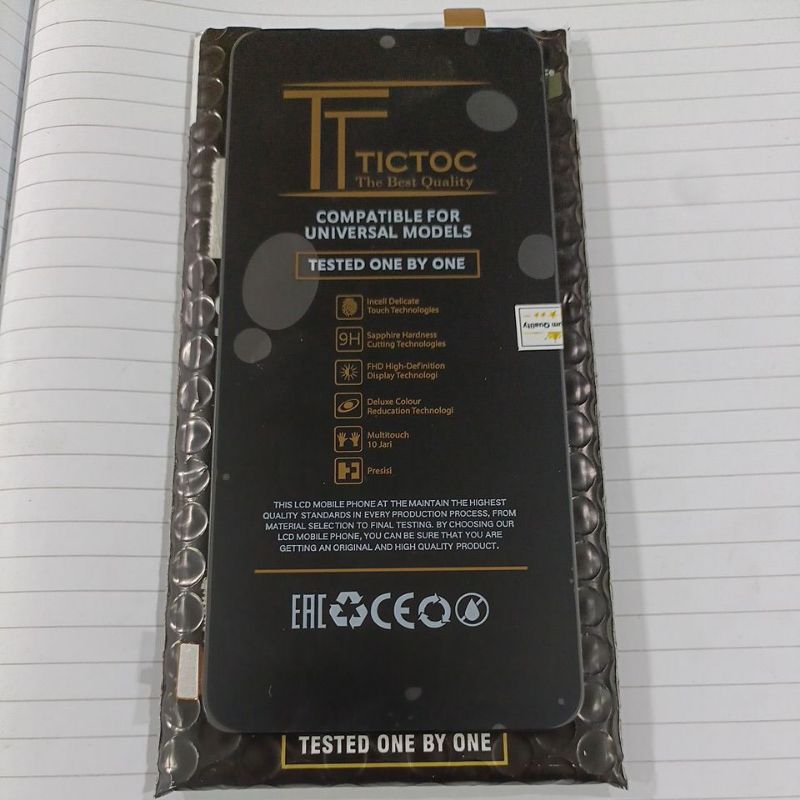 TT
TICTOC
The Best Quality
COMPATIBLE FOR
UNIVERSAL MODELS
TESTED ONE BY ONE
Incell Delicate
Touch Technologies
9H
Sapphire Hardness
Cutting Technologies
FHD High-Definition
Display Technologi
Deluxe Colour
Reducation Technologi
Multitouch
10 Jari
Presisi
um Quality
THIS LCD MOBILE PHONE AT THE MAINTAIN THE HIGHEST
QUALITY STANDARDS IN EVERY PRODUCTION PROCESS, FROM
MATERIAL SELECTION TO FINAL TESTING. BY CHOOSING OUR
LCD MOBILE PHONE, YOU CAN BE SURE THAT YOU ARE
GETTING AN ORIGINAL AND HIGH QUALITY PRODUCT.
EAC CE
TESTED ONE BY ONE